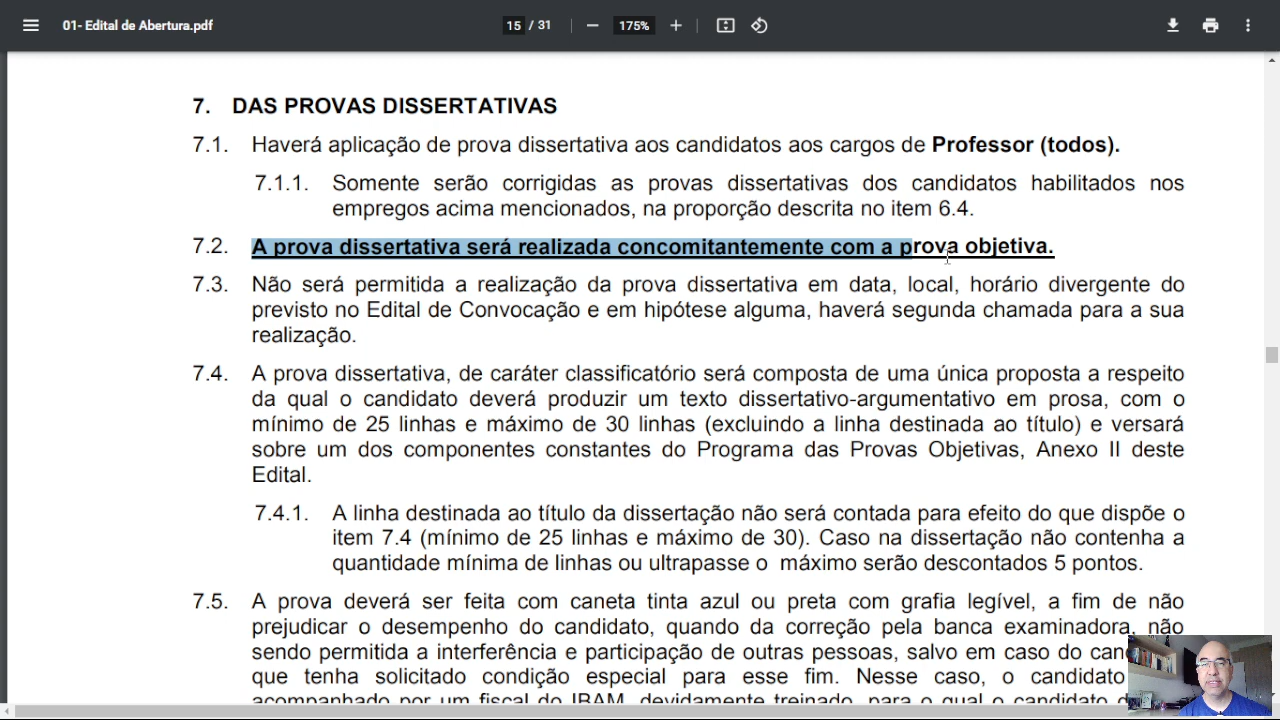 01- Edital de Abertura.pdf
15 / 31
175%
7. DAS PROVAS DISSERTATIVAS
7.1. Haverá aplicação de prova dissertativa aos candidatos aos cargos de Professor (todos).
7.1.1. Somente serão corrigidas as provas dissertativas dos candidatos habilitados nos
empregos acima mencionados, na proporção descrita no item 6.4.
7.2. A prova dissertativa será realizada concomitantemente com a prova objetiva.
7.3. Não será permitida a realização da prova dissertativa em data, local, horário divergente do
previsto no Edital de Convocação e em hipótese alguma, haverá segunda chamada para a sua
realização.
7.4. A prova dissertativa, de caráter classificatório será composta de uma única proposta a respeito
da qual o candidato deverá produzir um texto dissertativo-argumentativo em prosa, com o
mínimo de 25 linhas e máximo de 30 linhas (excluindo a linha destinada ao título) e versará
sobre um dos componentes constantes do Programa das Provas Objetivas, Anexo II deste
Edital.
7.4.1. A linha destinada ao título da dissertação não será contada para efeito do que dispõe o
item 7.4 (mínimo de 25 linhas e máximo de 30). Caso na dissertação não contenha a
quantidade mínima de linhas ou ultrapasse o máximo serão descontados 5 pontos.
7.5. A prova deverá ser feita com caneta tinta azul ou preta com grafia legível, a fim de não
prejudicar o desempenho do candidato, quando da correção pela banca examinadora, não
sendo permitida a interferência e participação de outras pessoas, salvo em caso do
que tenha solicitado condição especial para esse fim. Nesse caso, o candidato
acompanhado por um fiscal do IBAM, devidamente treinado, para o qual o candidato